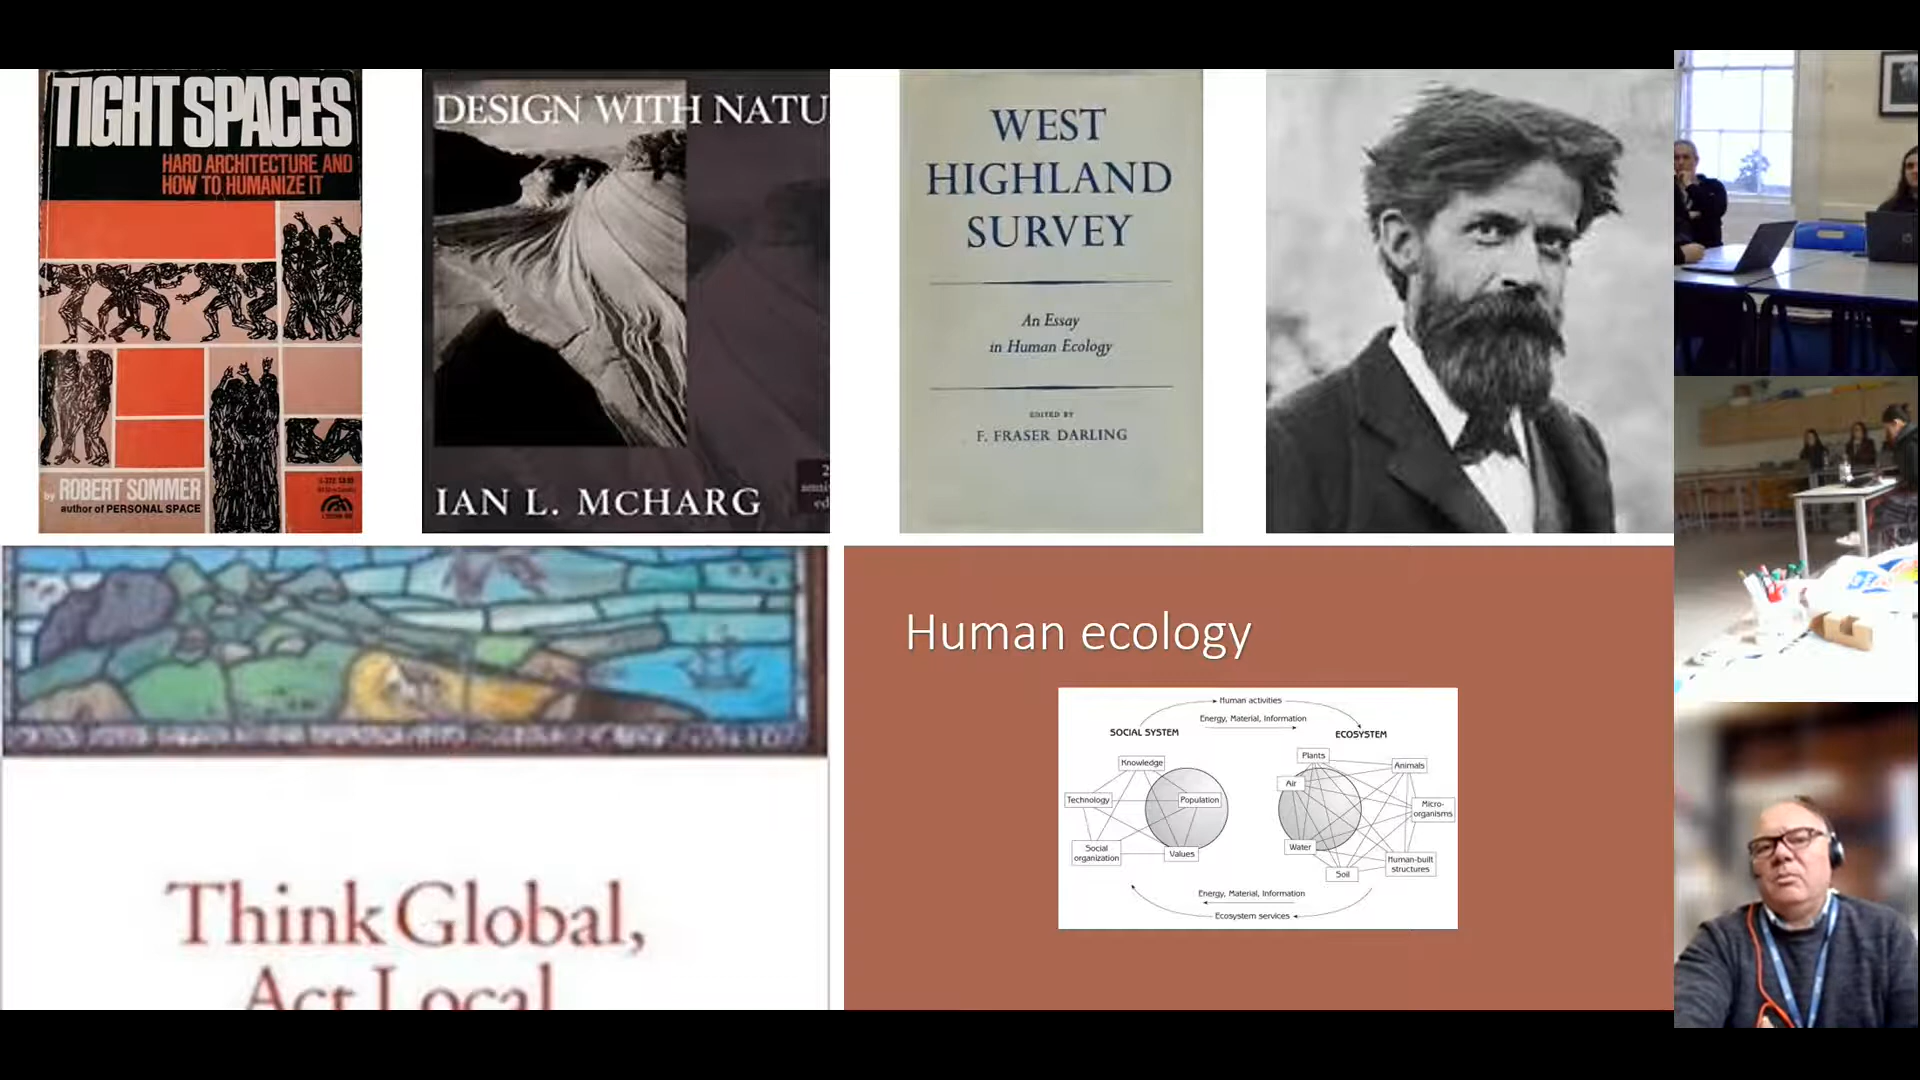 TIGHT SPACES
HARD ARCHITECTURE AND
HOW TO HUMANIZE IT
by ROBERT SOMMER
author of PERSONAL SPACE
DESIGN WITH NATU
IAN L. McHARG
WEST
HIGHLAND
SURVEY
An Essay
in Human Ecology
EDITED BY
F. FRASER DARLING
Think Global,
Act Local
Human ecology
Human activities
Energy, Material, Information
SOCIAL SYSTEM
ECOSYSTEM
Knowledge
Technology
Population
Social
organization
Values
Plants
Air
Animals
Micro-
organisms
Water
Soil
Human-built
structures
Energy, Material, Information
Ecosystem services